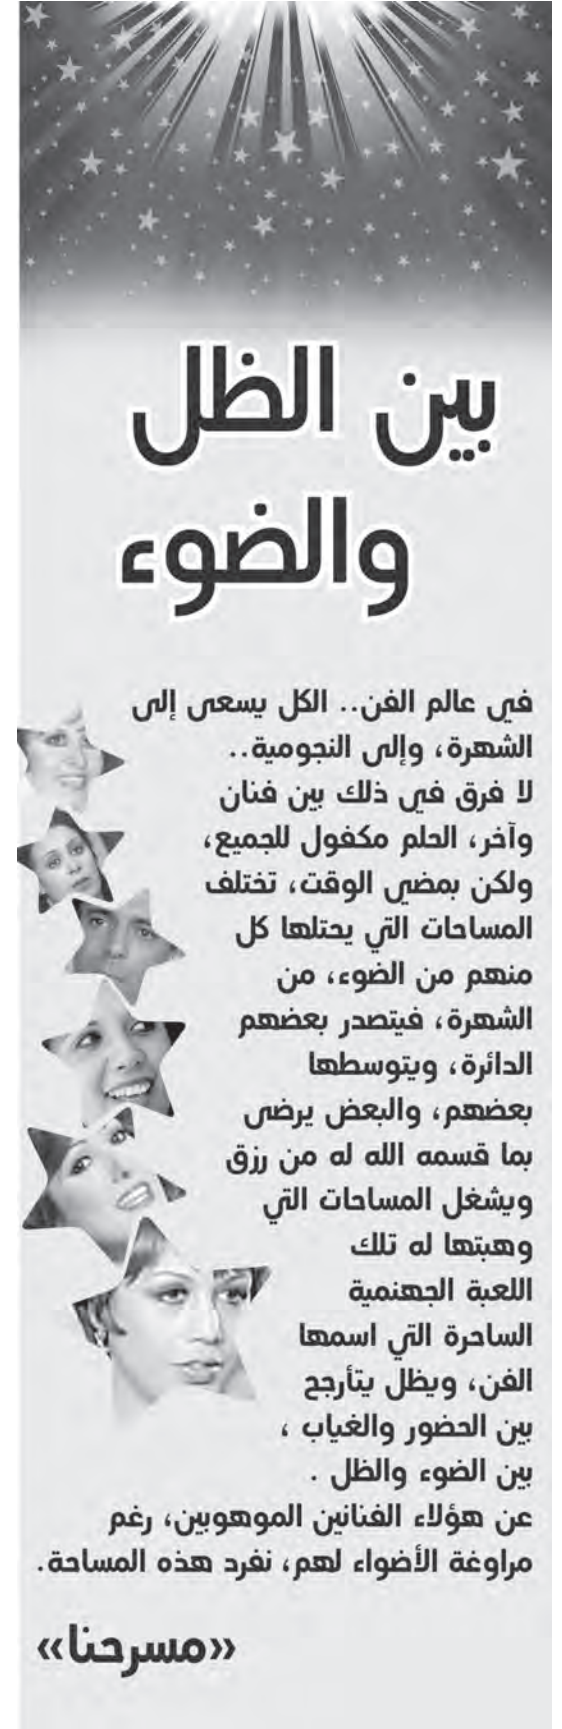 بين الظل
والضوء
في عالم الفن.. الكل يسعى إلى
الشهرة، وإلى النجومية..
لا فرق في ذلك بين فنان
وآخر، الحلم مكفول للجميع،
ولكن بمضي الوقت، تختلف
المساحات التي يحتلها كل
منهم من الضوء، من
الشهرة، فيتصدر بعضهم
الدائرة، ويتوسطها
بعضهم، والبعض يرضى
بما قسمه الله له من رزق
ويشغل المساحات التي
وهبتها له تلك
اللعبة الجهنمية
الساحرة التي اسمها
الفن، ويظل يتأرجح
بين الحضور والغياب ،
بين الضوء والظل .
عن هؤلاء الفنانين الموهوبين، رغم
مراوغة الأضواء لهم، نفرد هذه المساحة.
«مسرحنا»